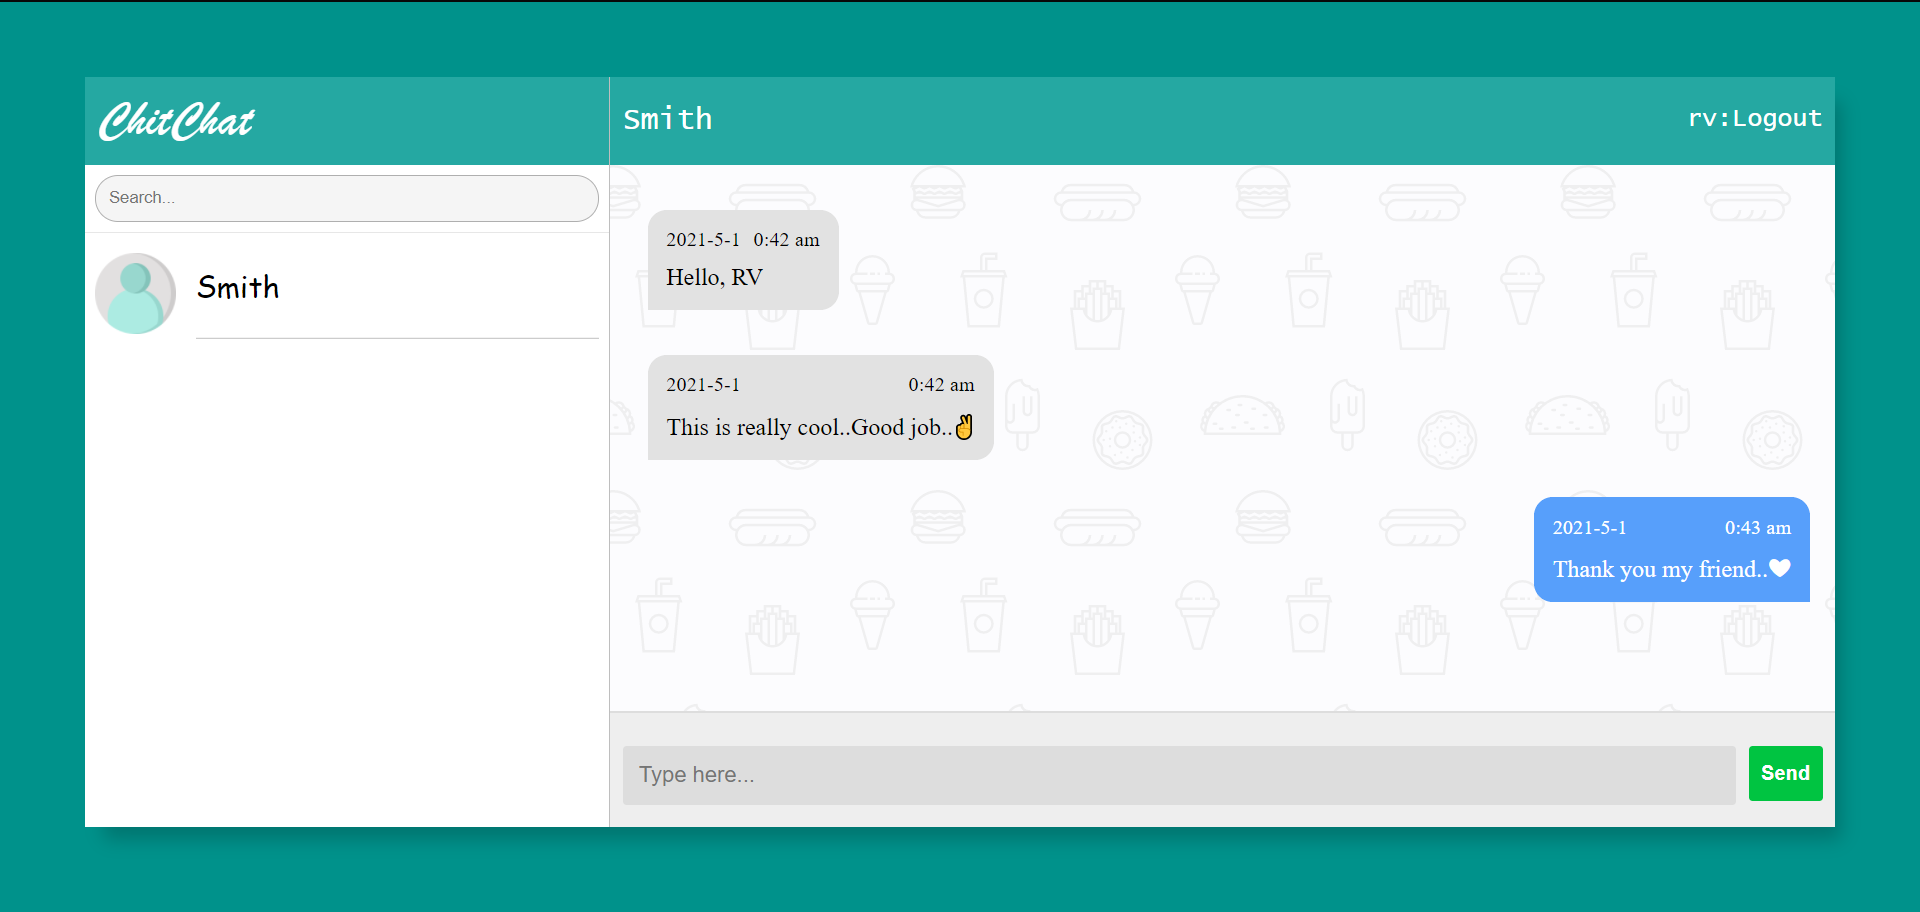 ChitChat
Smith
rv:Logout
Search...
Smith
2021-5-1 0:42 am
Hello, RV
2021-5-1 0:42 am
This is really cool..Good job..✌
2021-5-1 0:43 am
Thank you my friend..❤
Type here...
Send